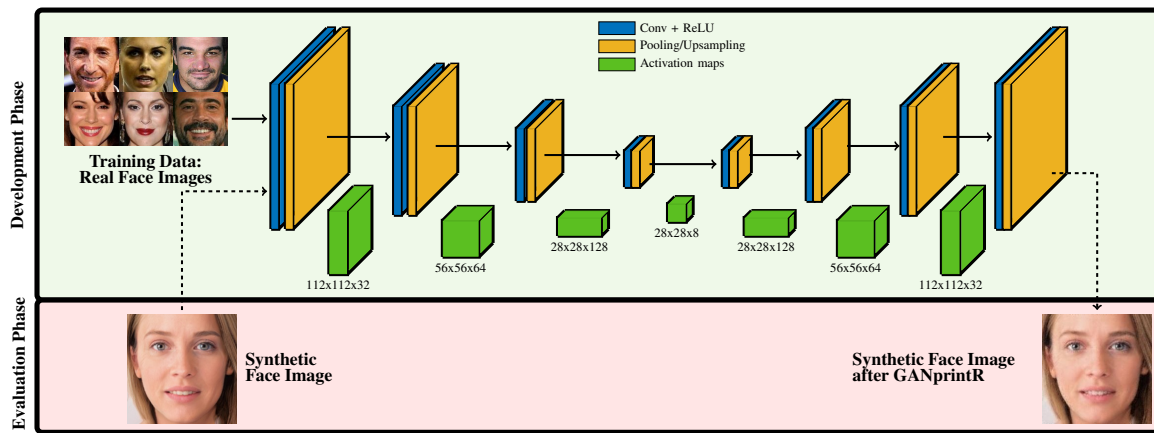 Development Phase
Conv + ReLU
Pooling/Upsampling
Activation maps
Training Data:
Real Face Images
112x112x32
56x56x64
28x28x128
28x28x8
28x28x128
56x56x64
112x112x32
Evaluation Phase
Synthetic
Face Image
Synthetic Face Image
after GANprintR